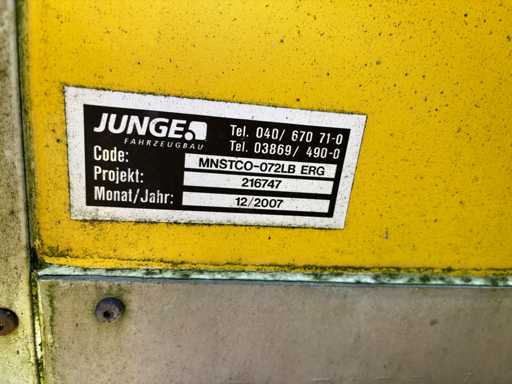 JUNGE
FAHRZEUGBAU
Tel. 040/ 670 71-0
Tel. 03869/ 490-0
Code: MNSTCO-072LB ERG
Projekt: 216747
Monat/Jahr: 12/2007